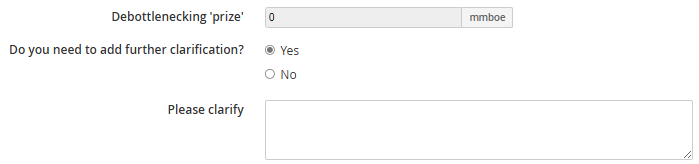 Debottlenecking 'prize' 0 mmboe
Do you need to add further clarification? Yes
No
Please clarify